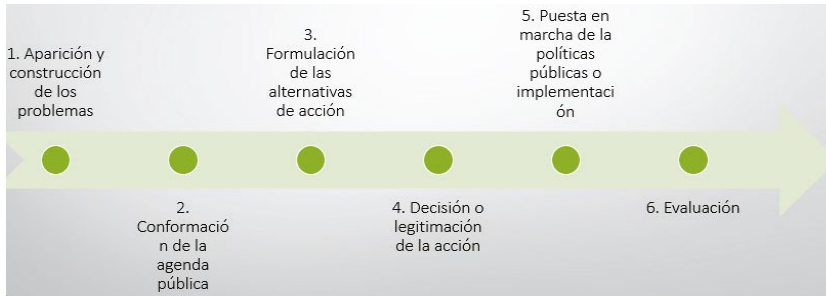 1. Aparición y
construcción
de los
problemas
2.
Conformació
n de la
agenda
pública
3.
Formulación
de las
alternativas
de acción
4. Decisión o
legitimación
de la acción
5. Puesta en
marcha de la
políticas
públicas o
implementaci
ón
6. Evaluación